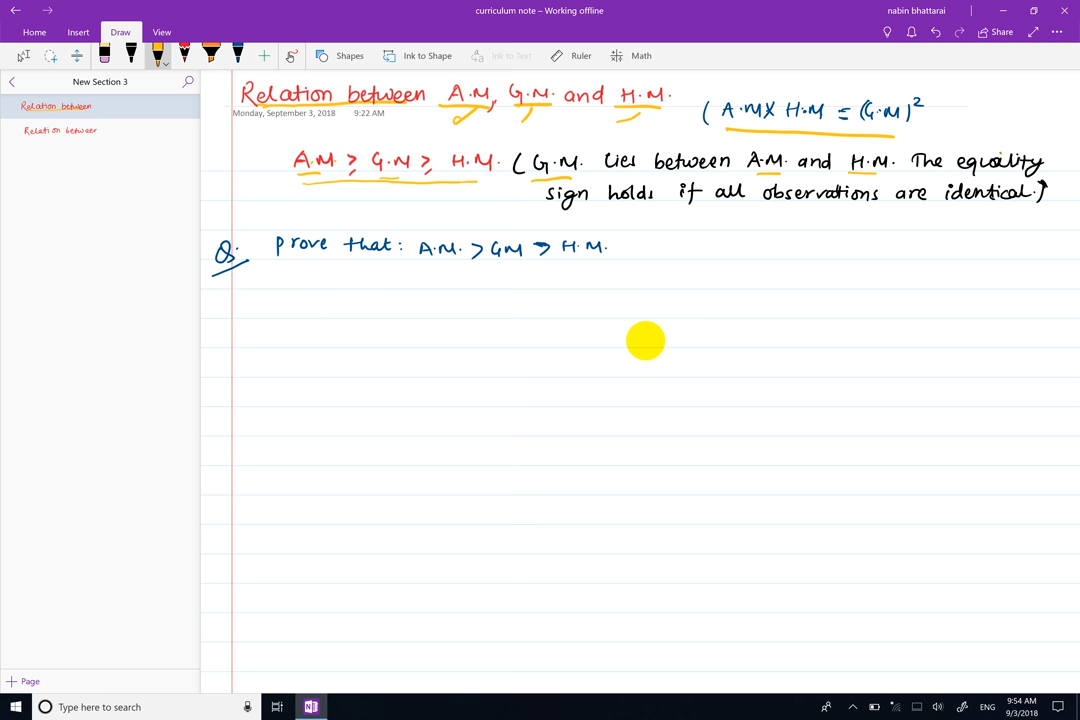 curriculum note – Working offline
nabin bhattarai
Home Insert Draw View
Share
Shapes Ink to Shape Ink to Text Ruler Math
New Section 3
Relation between
Relation between
Relation between A.M., G.M. and H.M.
(A.M X H.M = (G.M)²
Monday, September 3, 2018 9:22 AM
A.M. ≥ G.M ≥ H.M. (G.M. lies between A.M. and H.M. The equality
sign holds if all observations are identical.)
Q: Prove that: A.M. > GM > H.M.
+ Page
Type here to search
ENG
9:54 AM
9/3/2018